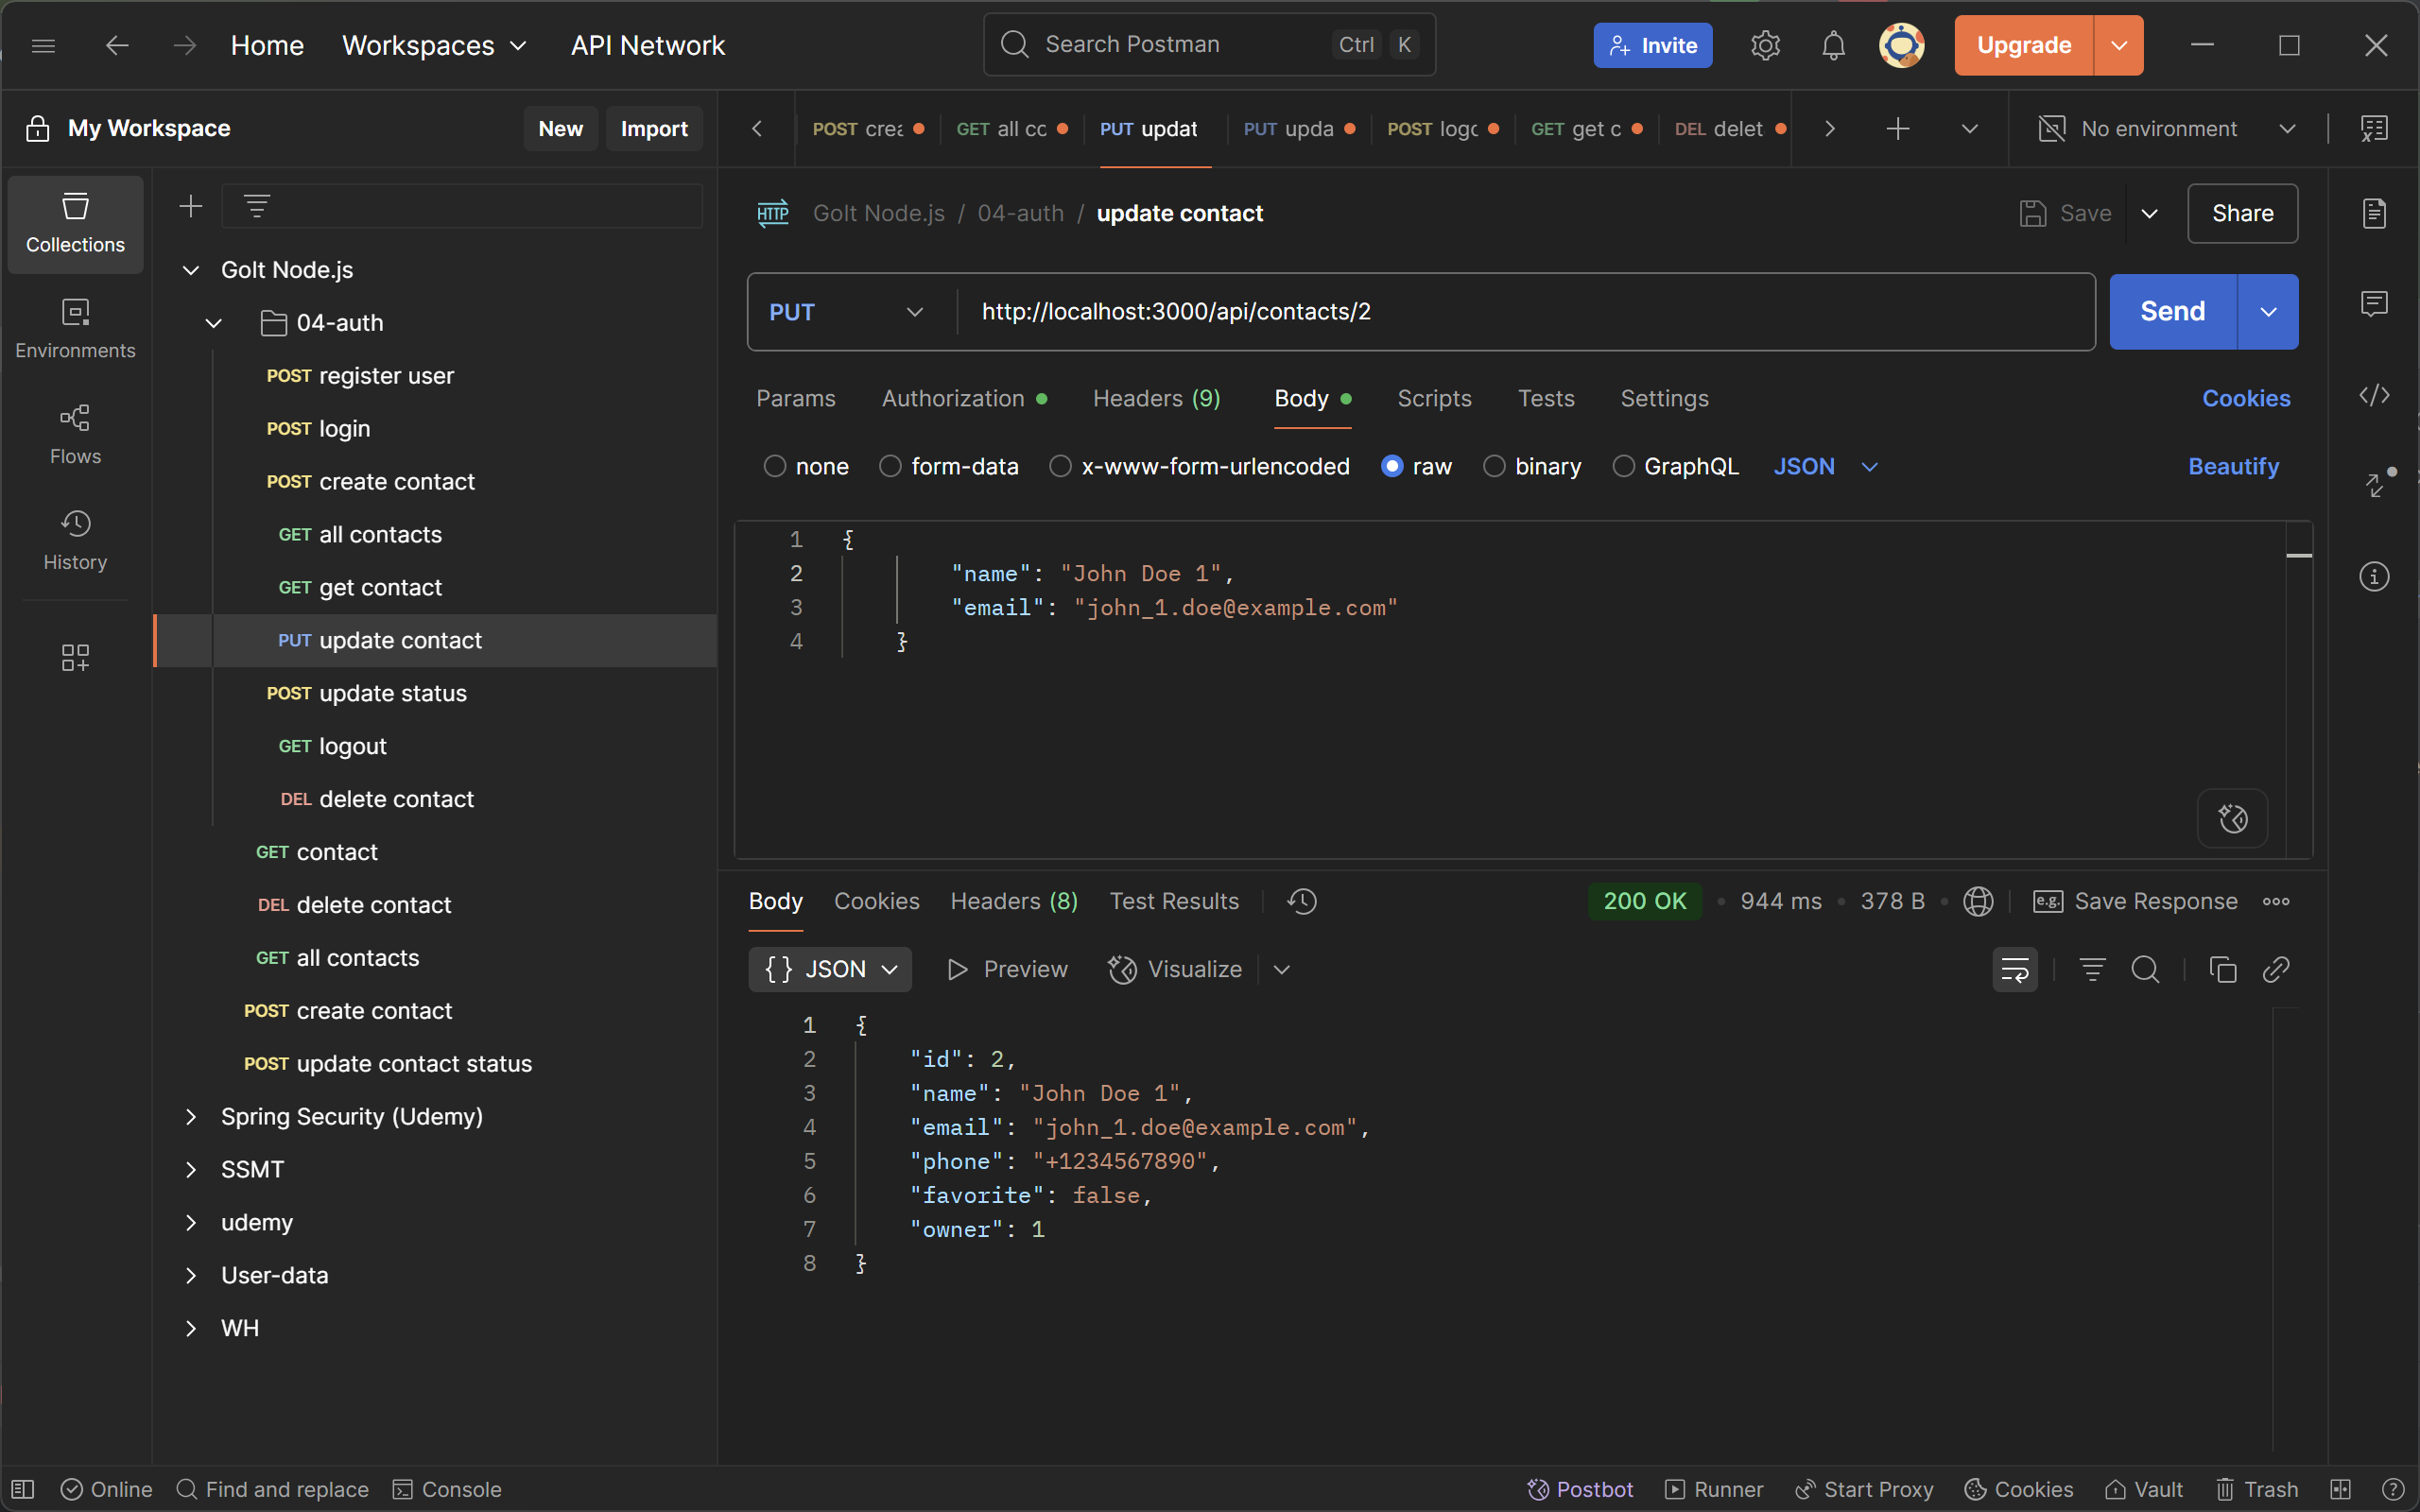 Home Workspaces API Network Search Postman Ctrl K Invite Upgrade
My Workspace New Import POST crea GET all co PUT updat PUT upda POST logo GET get c DEL delet No environment
Collections
Environments
Flows
History
GoIt Node.js
04-auth
POST register user
POST login
POST create contact
GET all contacts
GET get contact
PUT update contact
POST update status
GET logout
DEL delete contact
GET contact
DEL delete contact
GET all contacts
POST create contact
POST update contact status
Spring Security (Udemy)
SSMT
udemy
User-data
WH
HTTP GoIt Node.js / 04-auth / update contact Save Share
PUT http://localhost:3000/api/contacts/2 Send
Params Authorization Headers (9) Body Scripts Tests Settings Cookies
none form-data x-www-form-urlencoded raw binary GraphQL JSON Beautify
1 {
2 "name": "John Doe 1",
3 "email": "john_1.doe@example.com"
4 }
Body Cookies Headers (8) Test Results 200 OK • 944 ms • 378 B • e.g. Save Response
{} JSON Preview Visualize
1 {
2 "id": 2,
3 "name": "John Doe 1",
4 "email": "john_1.doe@example.com",
5 "phone": "+1234567890",
6 "favorite": false,
7 "owner": 1
8 }
Online Find and replace Console Postbot Runner Start Proxy Cookies Vault Trash